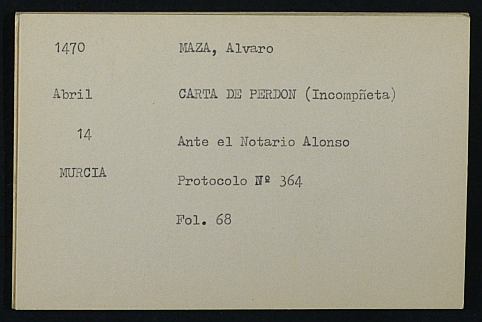 1470 MAZA, Alvaro
Abril CARTA DE PERDON (Incompñeta)
14 Ante el Notario Alonso
MURCIA Protocolo Nº 364
Fol. 68